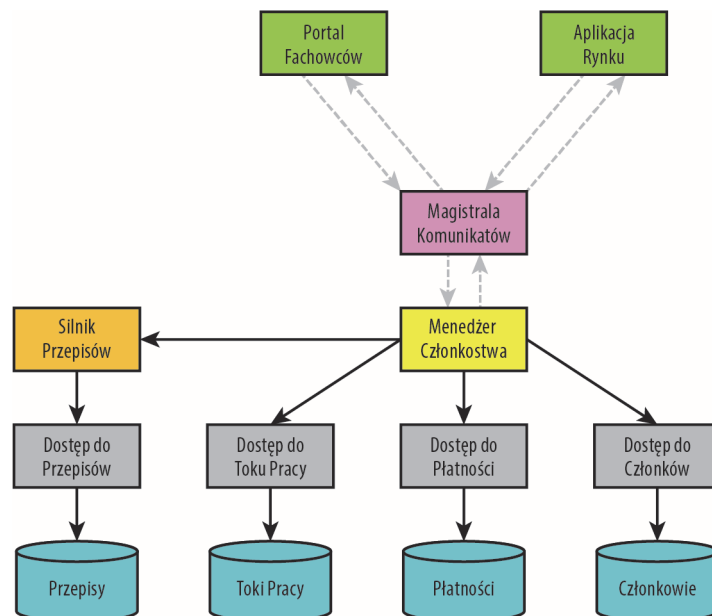 Portal
Fachowców
Aplikacja
Rynku
Magistrala
Komunikatów
Silnik
Przepisów
Menedżer
Członkostwa
Dostęp do
Przepisów
Dostęp do
Toku Pracy
Dostęp do
Płatności
Dostęp do
Członków
Przepisy
Toki Pracy
Płatności
Członkowie